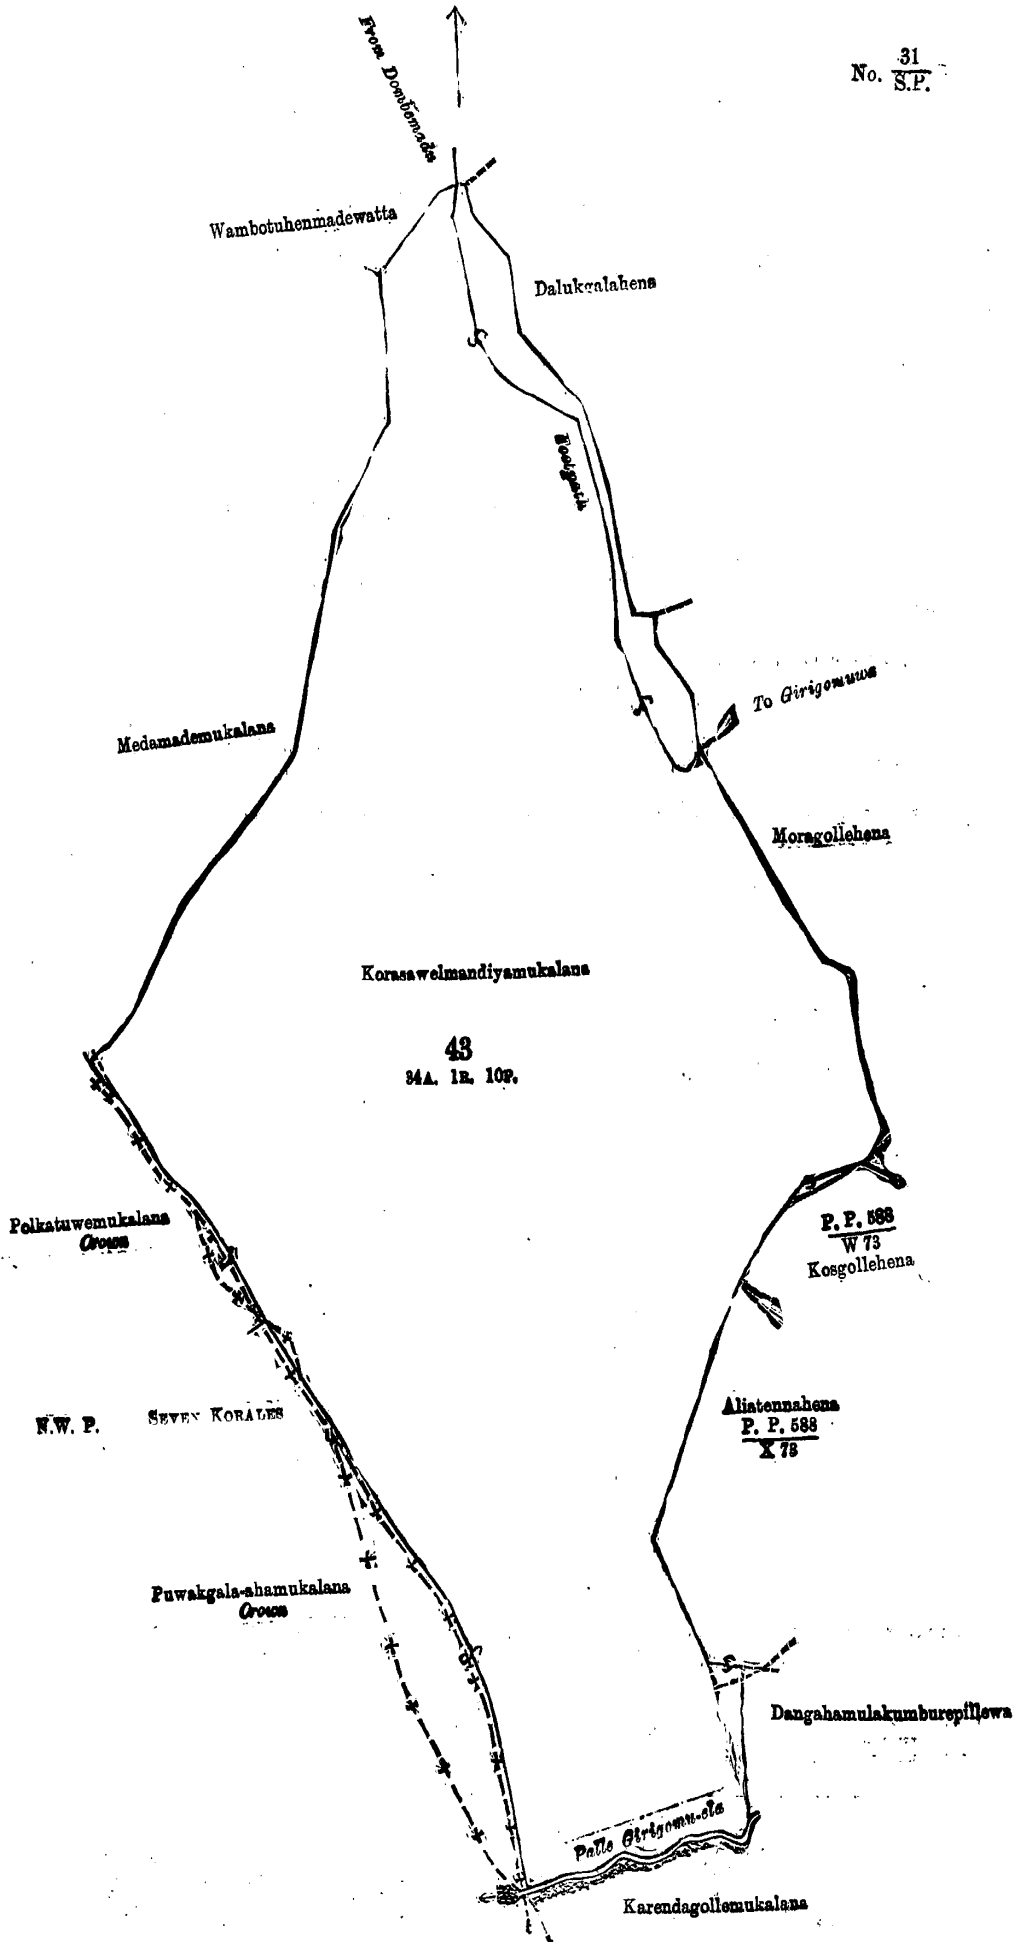 No. 31
S.P.
From Dombemada
Wambotuhenmadewatta
Dalukgalahena
Footpath
To Girigomuwa
Medamademukalana
Moragollehena
Korasawelmandiyamukalana
43
34A. 1R. 10P.
Polkatuwemukalana
Crown
P. P. 588
W 73
Kosgollehena
N.W. P. SEVEN KORALES
Aliatennahena
P. P. 588
X 73
Puwakgala-ahamukalana
Crown
Dangahamulakumburepillewa
Palle Girigomu-ela
Karendagollemukalana